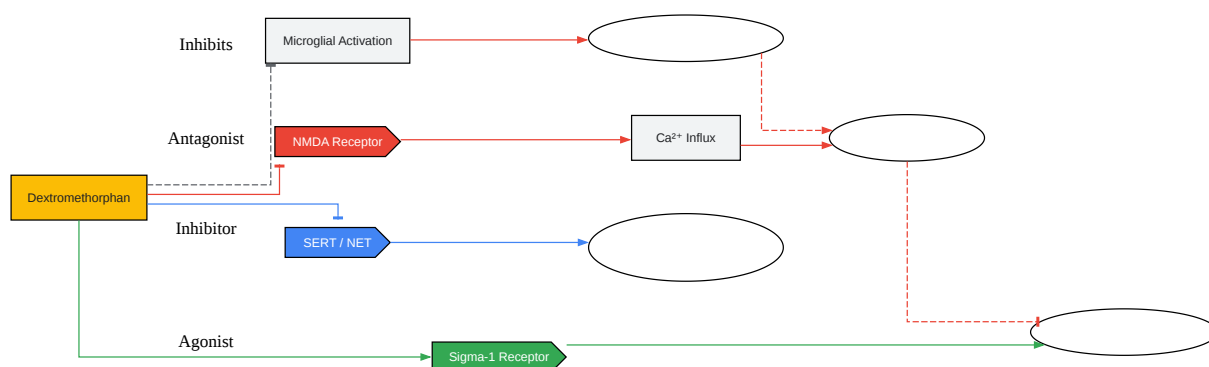 Inhibits
Microglial Activation
Antagonist
NMDA Receptor
Ca²⁺ Influx
Dextromethorphan
Inhibitor
SERT / NET
Agonist
Sigma-1 Receptor